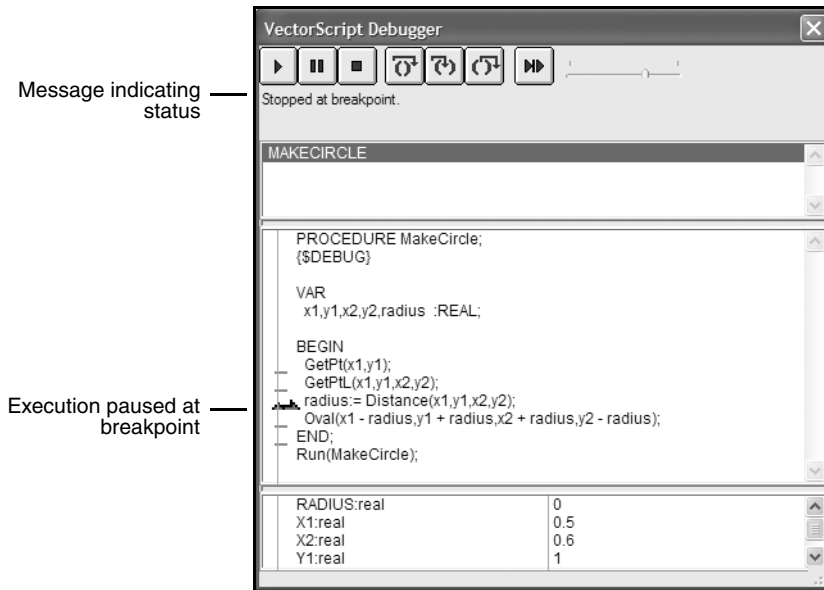 VectorScript Debugger
Message indicating
status
Stopped at breakpoint.
MAKECIRCLE
PROCEDURE MakeCircle;
{$DEBUG}
VAR
x1,y1,x2,y2,radius :REAL;
BEGIN
GetPt(x1,y1);
GetPtL(x1,y1,x2,y2);
radius:= Distance(x1,y1,x2,y2);
Oval(x1 - radius,y1 + radius,x2 + radius,y2 - radius);
END;
Run(MakeCircle);
Execution paused at
breakpoint
RADIUS:real 0
X1:real 0.5
X2:real 0.6
Y1:real 1